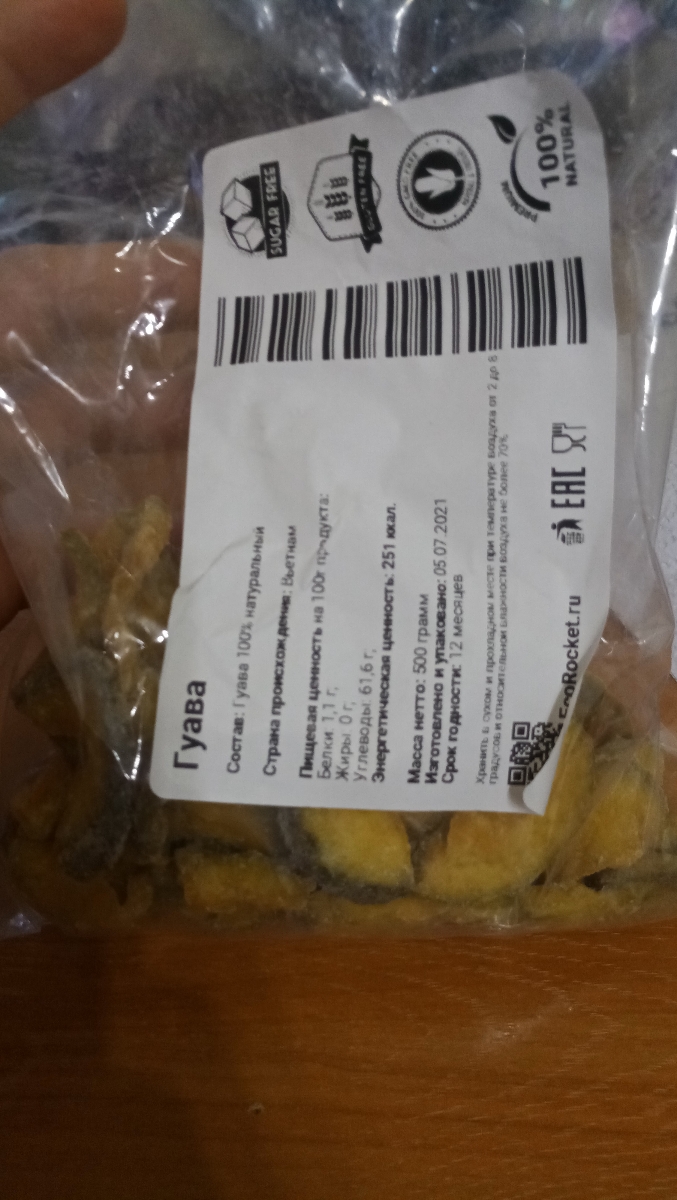 Гуава
Состав: Гуава 100% натуральный
Страна происхождения: Вьетнам
Пищевая ценность на 100г продукта:
Белки: 1,1 г,
Жиры: 0 г,
Углеводы: 61,6 г,
Энергетическая ценность: 251 ккал.
Масса нетто: 500 грамм
Изготовлено и упаковано: 05.07.2021
Срок годности: 12 месяцев
Хранить в сухом и прохладном месте при температуре воздуха от 2 до 8
градусов и относительной влажности воздуха не более 70%
EcoRocket.ru
EAC
SUGAR FREE
GLUTEN FREE
PREMIUM
100%
NATURAL